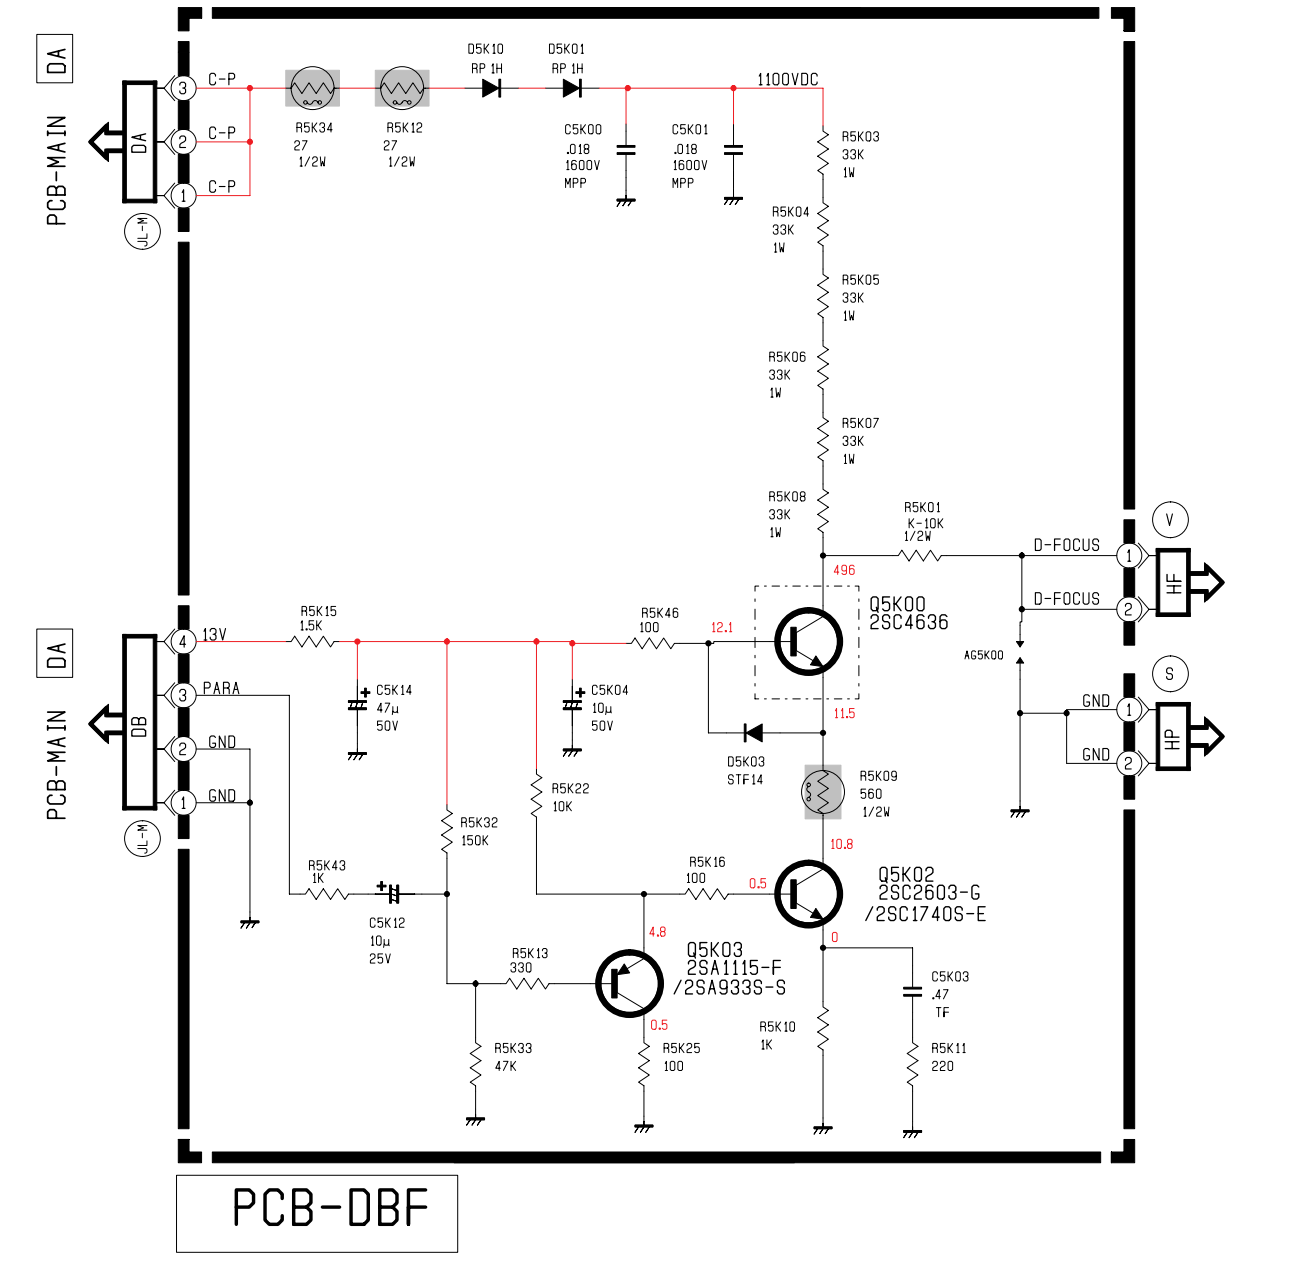 DA
PCB-MAIN
DA
JL-M
3
C-P
2
C-P
1
C-P
R5K34
27
1/2W
R5K12
27
1/2W
D5K10
RP 1H
D5K01
RP 1H
C5K00
.018
1600V
MPP
C5K01
.018
1600V
MPP
1100VDC
R5K03
33K
1W
R5K04
33K
1W
R5K05
33K
1W
R5K06
33K
1W
R5K07
33K
1W
R5K08
33K
1W
R5K01
K-10K
1/2W
D-FOCUS
1
D-FOCUS
2
V
HF
496
Q5K00
2SC4636
12.1
11.5
AG5K00
S
GND
1
GND
2
HP
DA
PCB-MAIN
DB
JL-M
4
13V
3
PARA
2
GND
1
GND
R5K15
1.5K
R5K46
100
C5K14
47µ
50V
C5K04
10µ
50V
D5K03
STF14
R5K09
560
1/2W
R5K22
10K
R5K32
150K
10.8
R5K43
1K
C5K12
10µ
25V
R5K16
100
0.5
Q5K02
2SC2603-G
/2SC1740S-E
0
4.8
Q5K03
2SA1115-F
/2SA933S-S
R5K13
330
0.5
C5K03
.47
TF
R5K10
1K
R5K33
47K
R5K25
100
R5K11
220
PCB-DBF